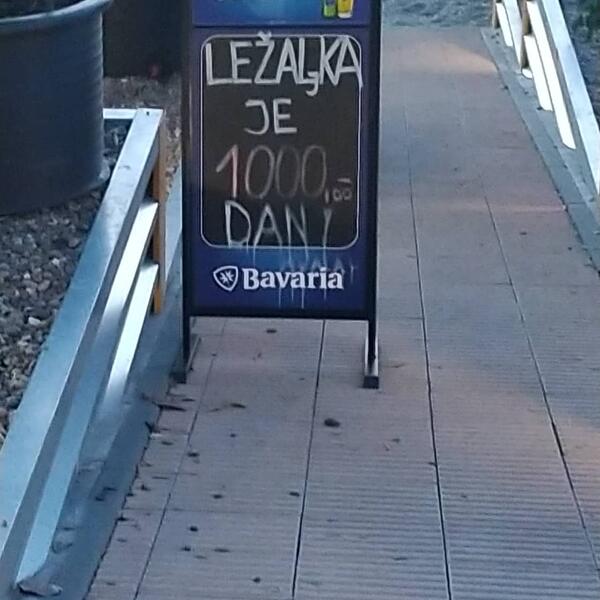 LEŽALJKA
JE
1000,00
DAN!
Bavaria